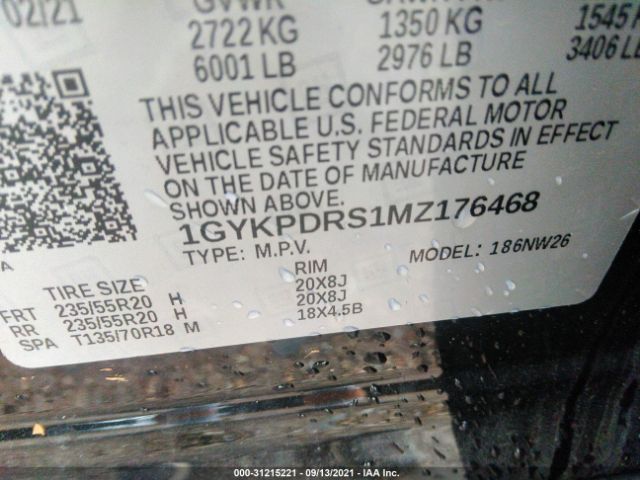 02/21 GVWR
2722 KG 1350 KG 1545
6001 LB 2976 LB 3406 LB
THIS VEHICLE CONFORMS TO ALL
APPLICABLE U.S. FEDERAL MOTOR
VEHICLE SAFETY STANDARDS IN EFFECT
ON THE DATE OF MANUFACTURE
SHOWN ABOVE.
1GYKPDRS1MZ176468
TYPE: M.P.V. MODEL: 186NW26
TIRE SIZE RIM
FRT 235/55R20 H 20X8J
RR 235/55R20 H 20X8J
SPA T135/70R18 M 18X4.5B
000-31215221 - 09/13/2021 - IAA Inc.